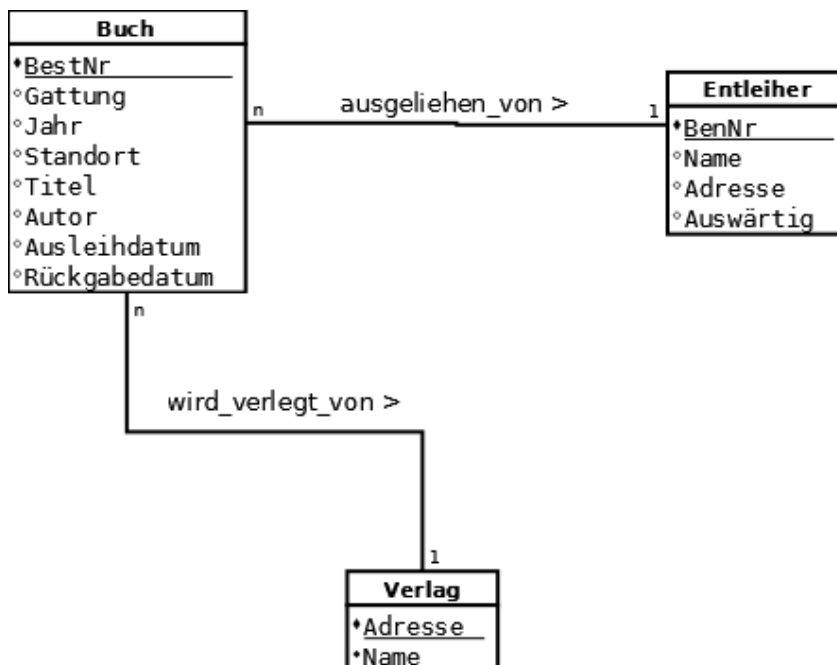 Buch
BestNr
Gattung
Jahr
Standort
Titel
Autor
Ausleihdatum
Rückgabedatum
n
ausgeliehen_von >
1
Entleiher
BenNr
Name
Adresse
Auswärtig
n
wird_verlegt_von >
1
Verlag
Adresse
Name